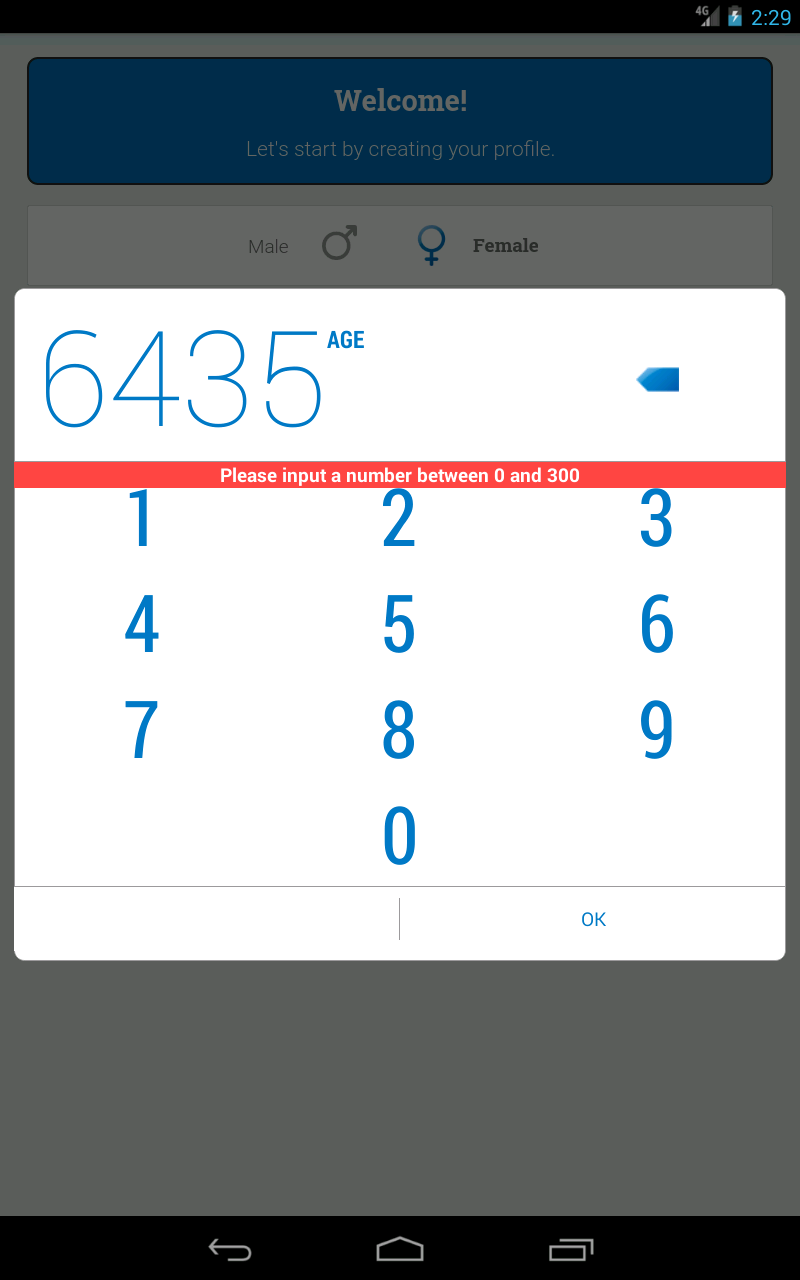 4G 2:29
Welcome!
Let's start by creating your profile.
Male Female
6435 AGE
Please input a number between 0 and 300
1 2 3
4 5 6
7 8 9
0
OK